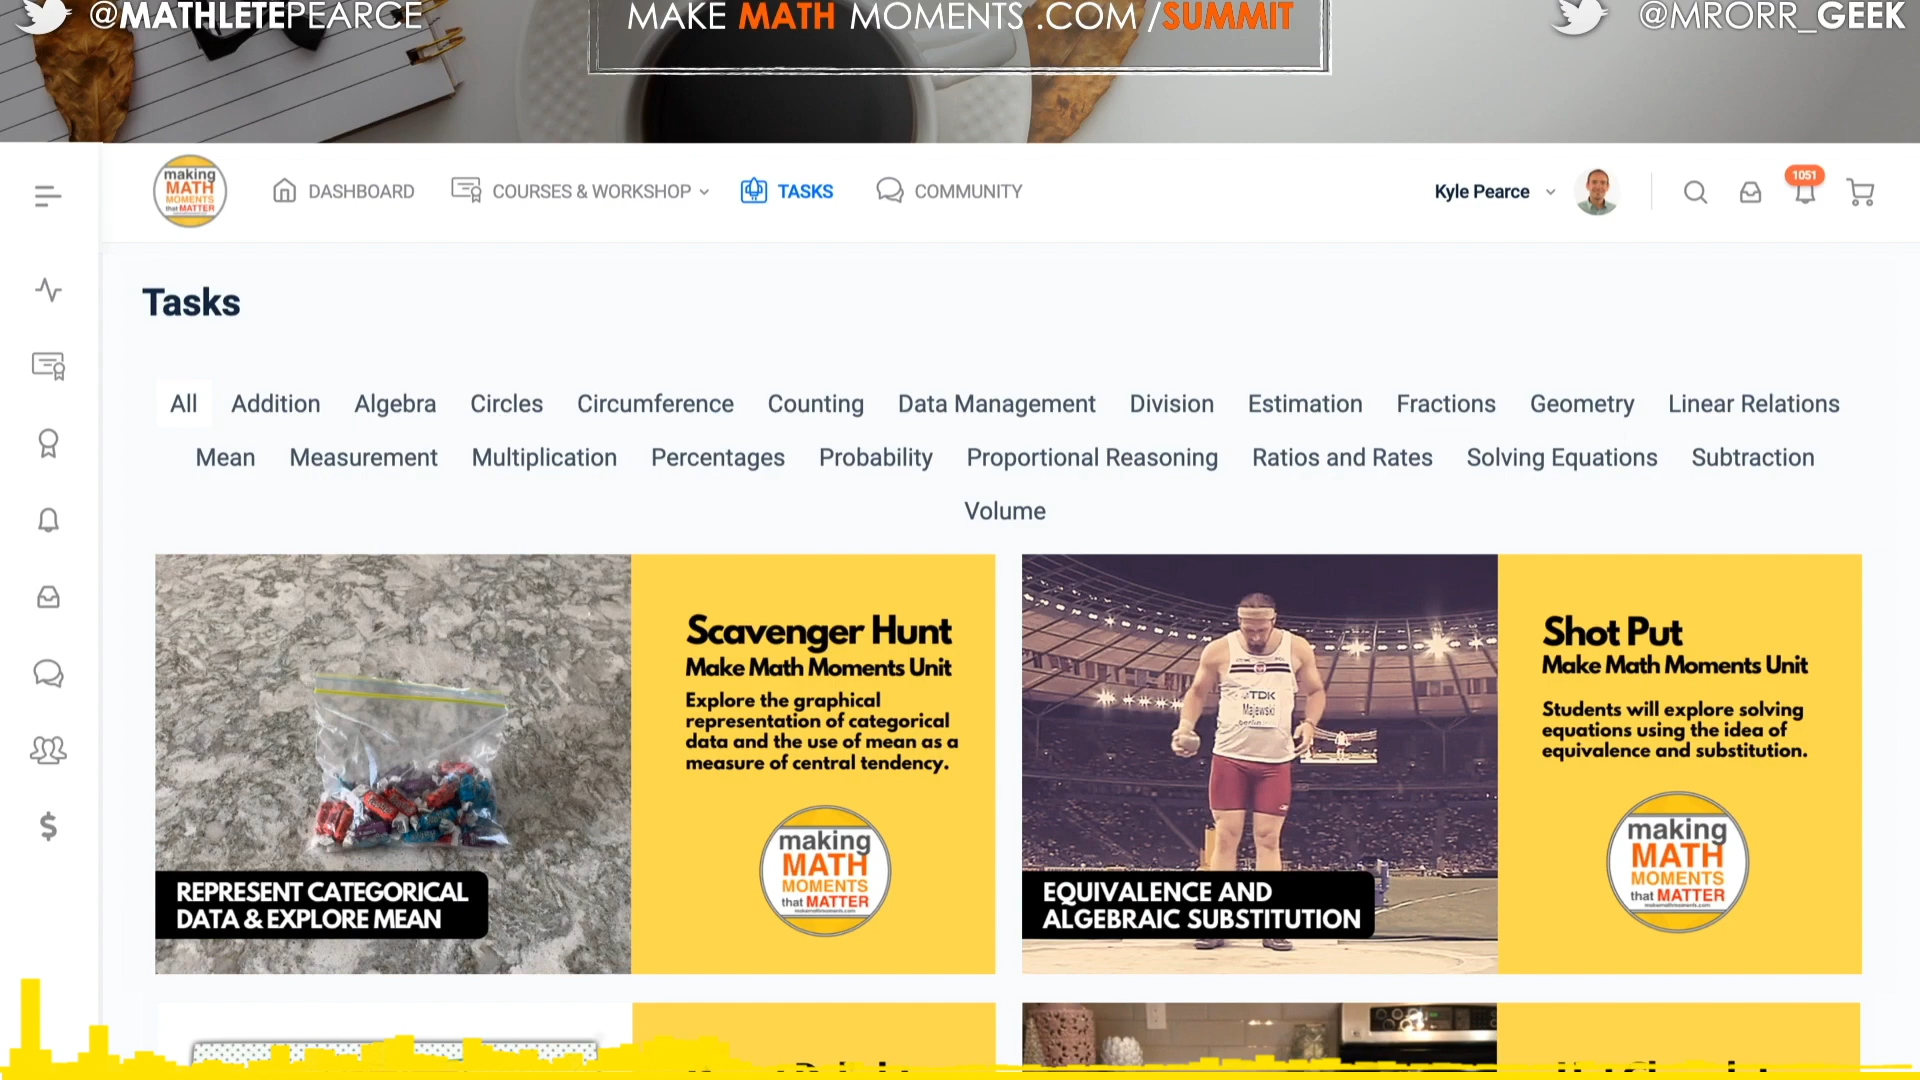 @MATHLETEPEARCE
MAKE MATH MOMENTS .COM /SUMMIT
@MRORR_GEEK
making
MATH
MOMENTS
that MATTER
DASHBOARD
COURSES & WORKSHOP
TASKS
COMMUNITY
Kyle Pearce
1051
Tasks
All Addition Algebra Circles Circumference Counting Data Management Division Estimation Fractions Geometry Linear Relations
Mean Measurement Multiplication Percentages Probability Proportional Reasoning Ratios and Rates Solving Equations Subtraction
Volume
REPRESENT CATEGORICAL
DATA & EXPLORE MEAN
Scavenger Hunt
Make Math Moments Unit
Explore the graphical
representation of categorical
data and the use of mean as a
measure of central tendency.
making
MATH
MOMENTS
that MATTER
TDK
Majewski
EQUIVALENCE AND
ALGEBRAIC SUBSTITUTION
Shot Put
Make Math Moments Unit
Students will explore solving
equations using the idea of
equivalence and substitution.
making
MATH
MOMENTS
that MATTER